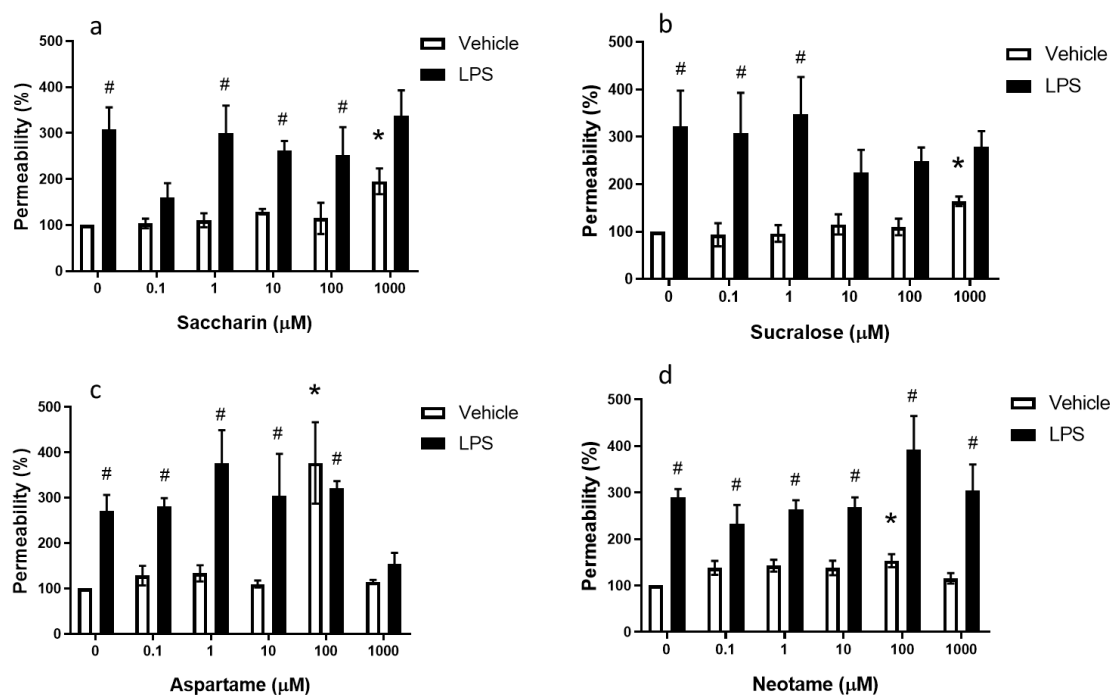 a
500
400
300
200
100
0
Permeability (%)
# # # # *
0 0.1 1 10 100 1000
Saccharin (μM)
Vehicle
LPS
b
500
400
300
200
100
0
Permeability (%)
# # # *
0 0.1 1 10 100 1000
Sucralose (μM)
Vehicle
LPS
c
500
400
300
200
100
0
Permeability (%)
# # # # * #
0 0.1 1 10 100 1000
Aspartame (μM)
Vehicle
LPS
d
500
400
300
200
100
0
Permeability (%)
# # # # * # #
0 0.1 1 10 100 1000
Neotame (μM)
Vehicle
LPS